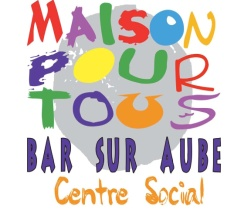 MAISON
POUR
TOUS
BAR SUR AUBE
Centre Social